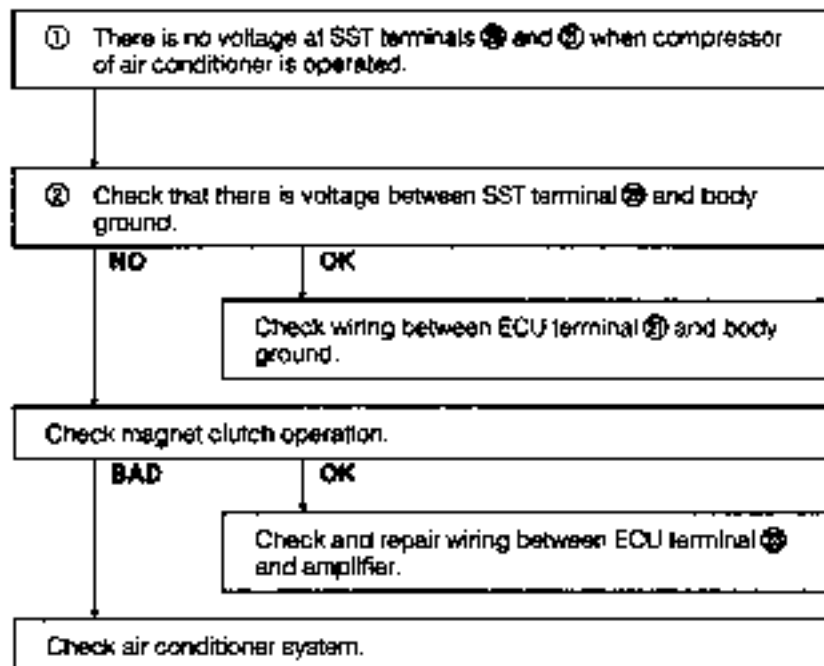 ① There is no voltage at SST terminals and ㉑ when compressor
of air conditioner is operated.
② Check that there is voltage between SST terminal and body
ground.
NO OK
Check wiring between ECU terminal ㉑ and body
ground.
Check magnet clutch operation.
BAD OK
Check and repair wiring between ECU terminal
and amplifier.
Check air conditioner system.